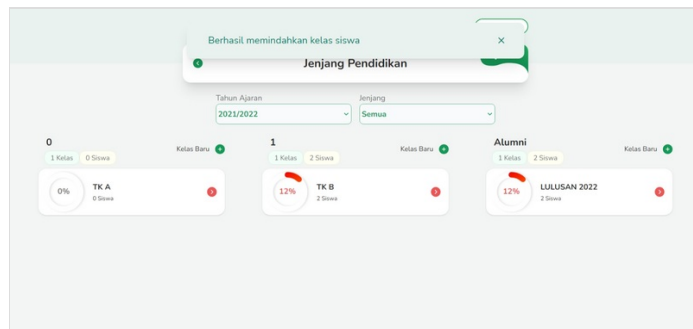 Berhasil memindahkan kelas siswa
Jenjang Pendidikan
Tahun Ajaran
2021/2022
Jenjang
Semua
0
1 Kelas
0 Siswa
Kelas Baru
0%
TK A
0 Siswa
1
1 Kelas
2 Siswa
Kelas Baru
12%
TK B
2 Siswa
Alumni
1 Kelas
2 Siswa
Kelas Baru
12%
LULUSAN 2022
2 Siswa